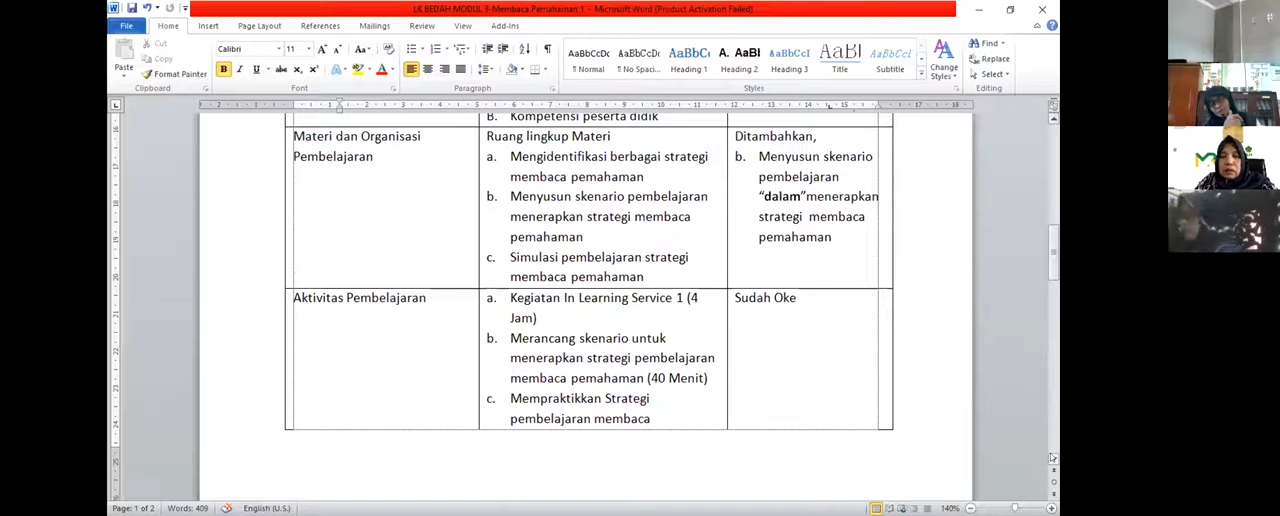 LK BEDAH MODUL 3-Membaca Pemahaman 1 - Microsoft Word (Product Activation Failed)
File Home Insert Page Layout References Mailings Review View Add-Ins
Paste
Cut
Copy
Format Painter
Clipboard
Calibri 11
Font
Paragraph
AaBbCcDc AaBbCcDc AaBbCc A. AaBl AaBbCcI AaBl AaBbCcI
¶ Normal ¶ No Spaci... Heading 1 Heading 2 Heading 3 Title Subtitle
Styles
Change Styles
Find
Replace
Select
Editing
B. Kompetensi peserta didik
Materi dan Organisasi
Pembelajaran
Ruang lingkup Materi
a. Mengidentifikasi berbagai strategi
membaca pemahaman
b. Menyusun skenario pembelajaran
menerapkan strategi membaca
pemahaman
c. Simulasi pembelajaran strategi
membaca pemahaman
Ditambahkan,
b. Menyusun skenario
pembelajaran
“dalam”menerapkan
strategi membaca
pemahaman
Aktivitas Pembelajaran
a. Kegiatan In Learning Service 1 (4
Jam)
b. Merancang skenario untuk
menerapkan strategi pembelajaran
membaca pemahaman (40 Menit)
c. Mempraktikkan Strategi
pembelajaran membaca
Sudah Oke
Page: 1 of 2 Words: 409 English (U.S.) 140%